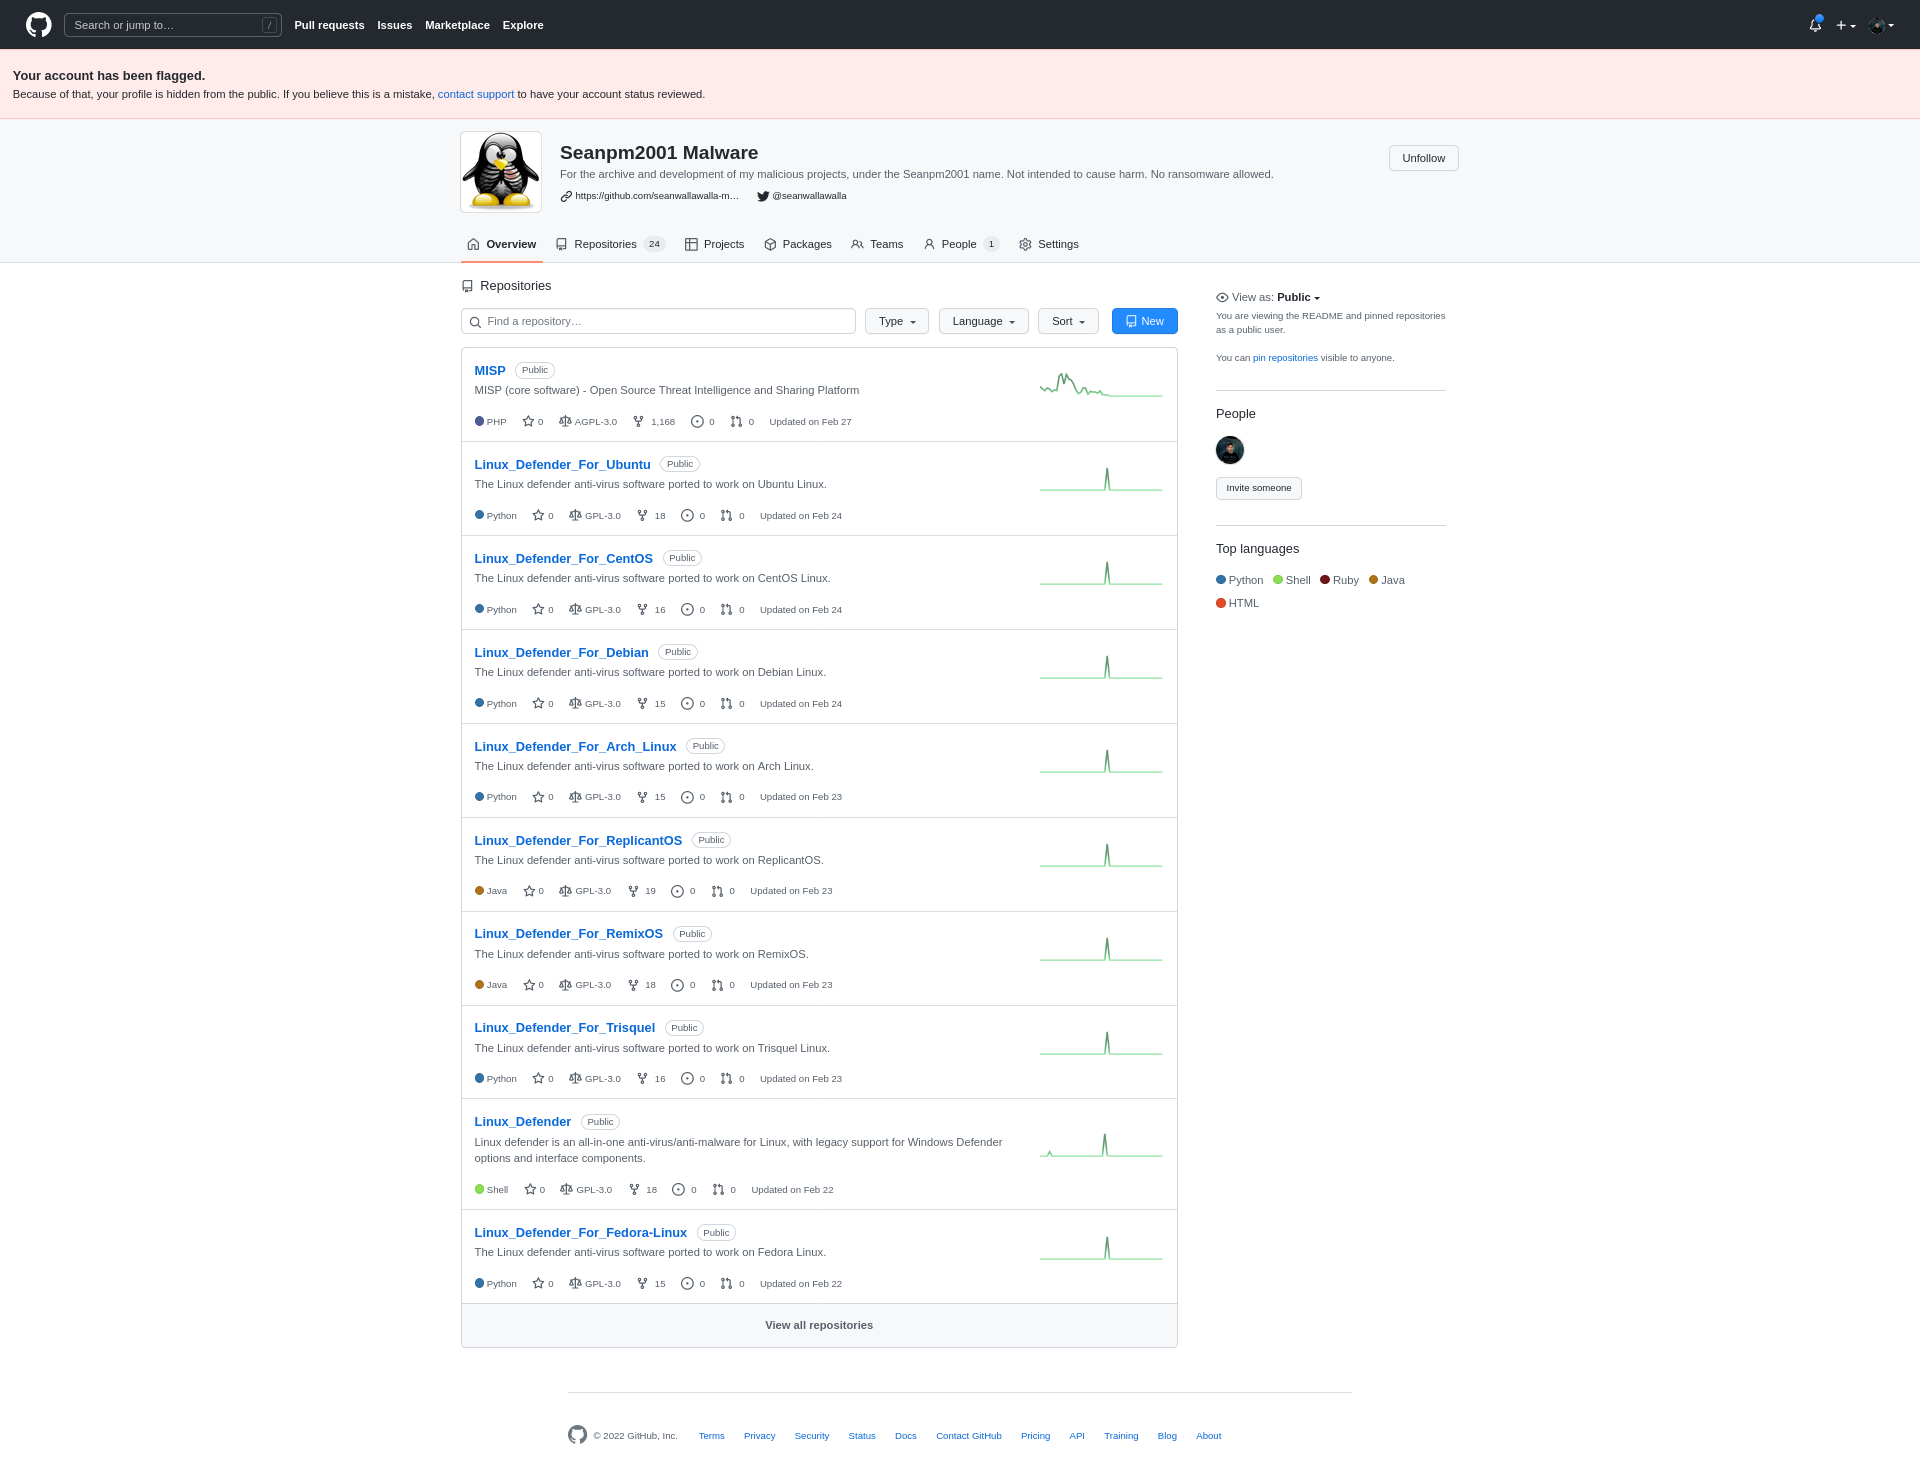 Search or jump to… /
Pull requests Issues Marketplace Explore
Your account has been flagged.
Because of that, your profile is hidden from the public. If you believe this is a mistake, contact support to have your account status reviewed.
Seanpm2001 Malware
Unfollow
For the archive and development of my malicious projects, under the Seanpm2001 name. Not intended to cause harm. No ransomware allowed.
https://github.com/seanwallawalla-m… @seanwallawalla
Overview Repositories 24 Projects Packages Teams People 1 Settings
Repositories
Find a repository… Type Language Sort New
MISP Public
MISP (core software) - Open Source Threat Intelligence and Sharing Platform
PHP 0 AGPL-3.0 1,168 0 0 Updated on Feb 27
Linux_Defender_For_Ubuntu Public
The Linux defender anti-virus software ported to work on Ubuntu Linux.
Python 0 GPL-3.0 18 0 0 Updated on Feb 24
Linux_Defender_For_CentOS Public
The Linux defender anti-virus software ported to work on CentOS Linux.
Python 0 GPL-3.0 16 0 0 Updated on Feb 24
Linux_Defender_For_Debian Public
The Linux defender anti-virus software ported to work on Debian Linux.
Python 0 GPL-3.0 15 0 0 Updated on Feb 24
Linux_Defender_For_Arch_Linux Public
The Linux defender anti-virus software ported to work on Arch Linux.
Python 0 GPL-3.0 15 0 0 Updated on Feb 23
Linux_Defender_For_ReplicantOS Public
The Linux defender anti-virus software ported to work on ReplicantOS.
Java 0 GPL-3.0 19 0 0 Updated on Feb 23
Linux_Defender_For_RemixOS Public
The Linux defender anti-virus software ported to work on RemixOS.
Java 0 GPL-3.0 18 0 0 Updated on Feb 23
Linux_Defender_For_Trisquel Public
The Linux defender anti-virus software ported to work on Trisquel Linux.
Python 0 GPL-3.0 16 0 0 Updated on Feb 23
Linux_Defender Public
Linux defender is an all-in-one anti-virus/anti-malware for Linux, with legacy support for Windows Defender
options and interface components.
Shell 0 GPL-3.0 18 0 0 Updated on Feb 22
Linux_Defender_For_Fedora-Linux Public
The Linux defender anti-virus software ported to work on Fedora Linux.
Python 0 GPL-3.0 15 0 0 Updated on Feb 22
View all repositories
View as: Public
You are viewing the README and pinned repositories
as a public user.
You can pin repositories visible to anyone.
People
Invite someone
Top languages
Python Shell Ruby Java
HTML
© 2022 GitHub, Inc. Terms Privacy Security Status Docs Contact GitHub Pricing API Training Blog About